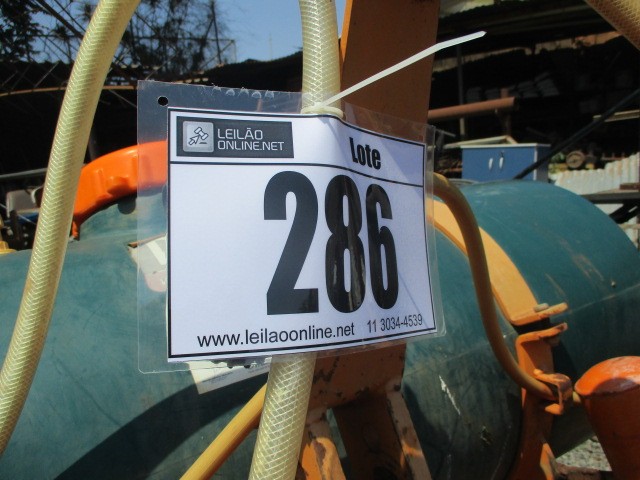 LEILÃO
ONLINE.NET
Lote
286
www.leilaoonline.net 11 3034-4539